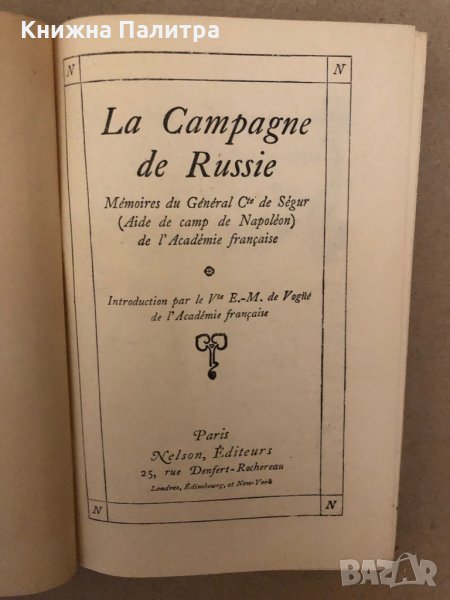 Книжна Палитра
N N
La Campagne
de Russie
Mémoires du Général Cte de Ségur
(Aide de camp de Napoléon)
de l'Académie française
Introduction par le Vte E.-M. de Vogüé
de l'Académie française
Paris
Nelson, Éditeurs
25, rue Denfert-Rochereau
Londres, Édimbourg, et New-York
N N
BAZAR
.bg